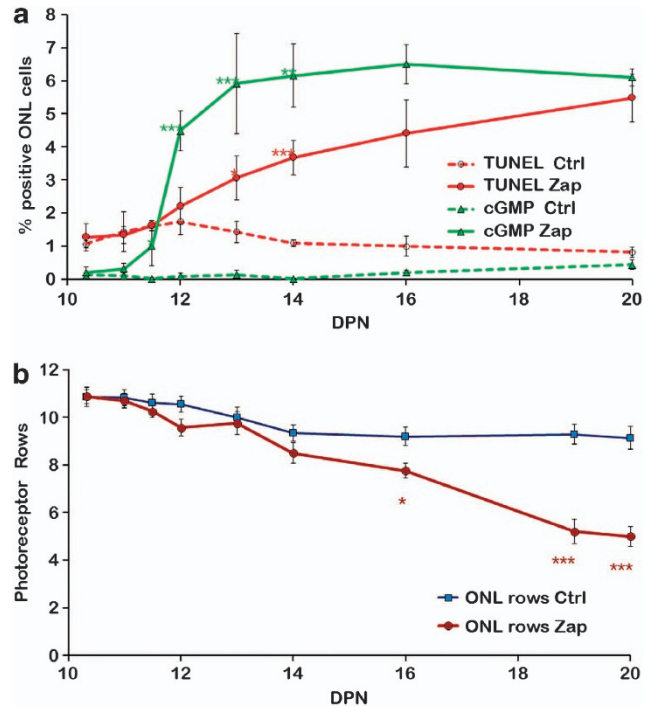 a
8
7
6
5
4
3
2
1
0
% positive ONL cells
***
***
**
*
***
TUNEL Ctrl
TUNEL Zap
cGMP Ctrl
cGMP Zap
10 12 14 16 18 20
DPN
b
12
10
8
6
4
2
0
Photoreceptor Rows
*
***
***
ONL rows Ctrl
ONL rows Zap
10 12 14 16 18 20
DPN